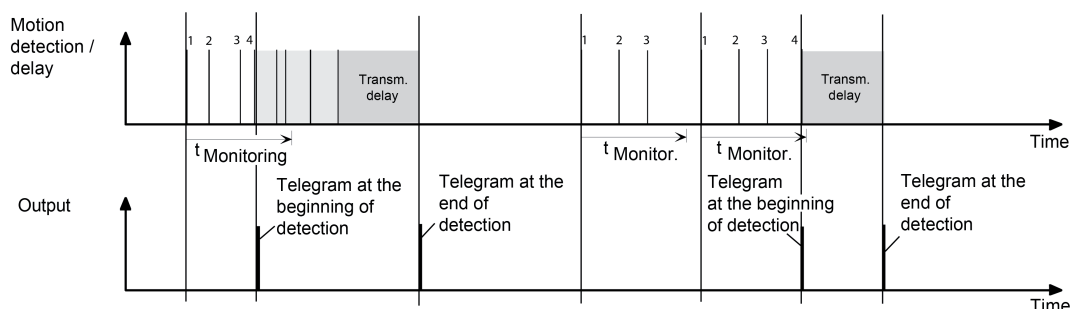 Motion
detection /
delay
1 2 3 4
Transm.
delay
1 2 3
1 2 3 4
Transm.
delay
Time
t Monitoring
t Monitor.
t Monitor.
Output
Telegram at the
beginning of
detection
Telegram at the
end of
detection
Telegram
at the beginning
of detection
Telegram at the
end of
detection
Time